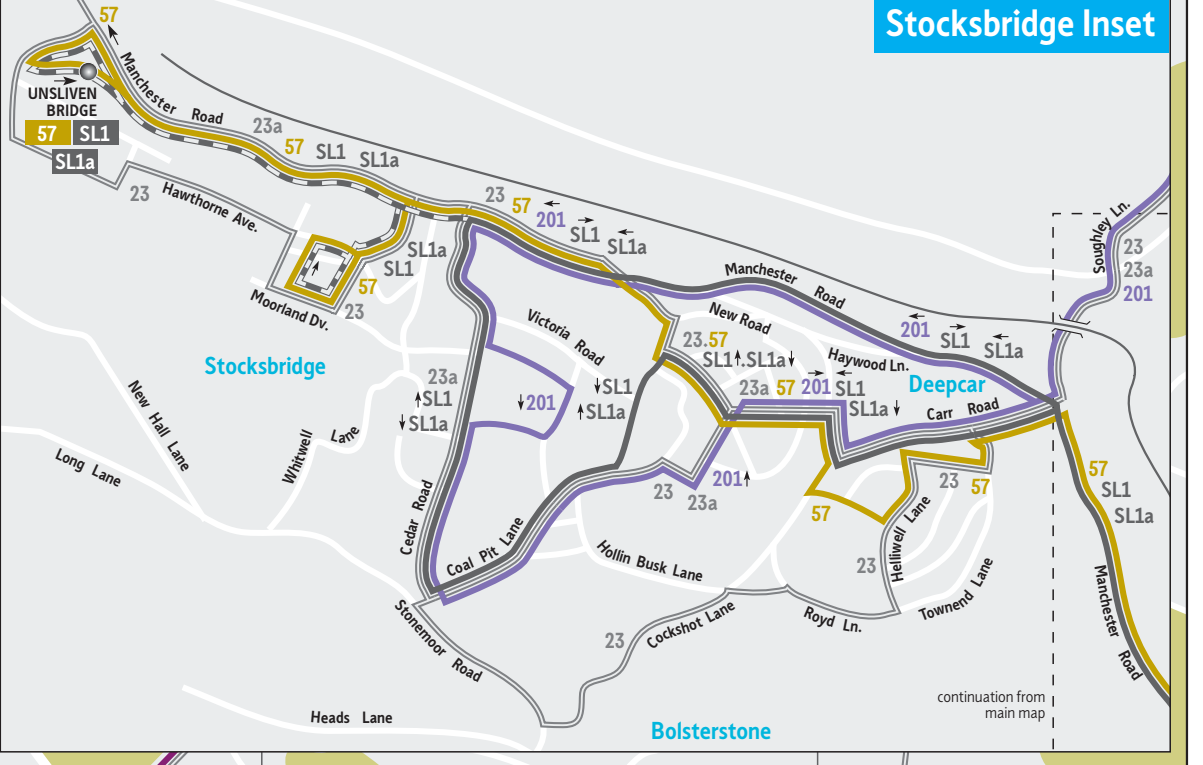 Stocksbridge Inset
57
Manchester Road
UNSLIVEN
BRIDGE
57 SL1
SL1a
23a
57
SL1
SL1a
23
Hawthorne Ave.
23
57
201
SL1
SL1a
SL1a
SL1
57
23
Moorland Dv.
Manchester Road
Soughley Ln.
23
23a
201
201
SL1
SL1a
New Road
23.57
SL1 .SL1a
Haywood Ln.
Deepcar
Victoria Road
Stocksbridge
23a
SL1
SL1a
SL1
SL1a
201
23a 57 201 SL1
SL1a
Carr Road
New Hall Lane
Long Lane
Whitwell Lane
Cedar Road
Coal Pit Lane
23
23a
201
57
23
57
57
SL1
SL1a
Helliwell Lane
23
Hollin Busk Lane
Townend Lane
Royd Ln.
Cockshot Lane
23
Stonemoor Road
Manchester Road
Heads Lane
Bolsterstone
continuation from
main map